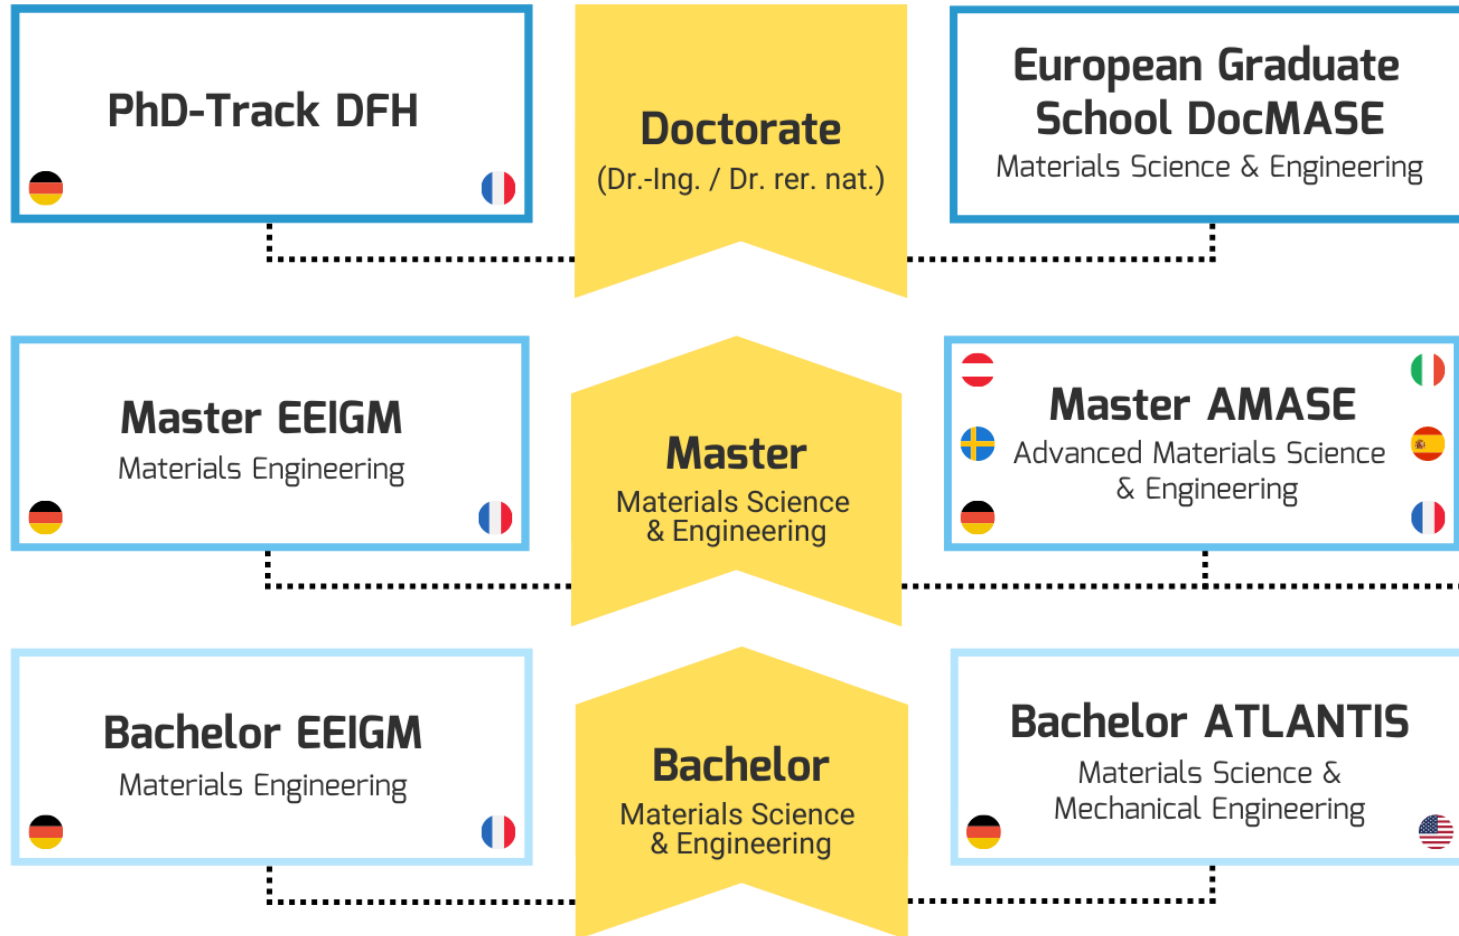 PhD-Track DFH
Doctorate
(Dr.-Ing. / Dr. rer. nat.)
European Graduate
School DocMASE
Materials Science & Engineering
Master EEIGM
Materials Engineering
Master
Materials Science
& Engineering
Master AMASE
Advanced Materials Science
& Engineering
Bachelor EEIGM
Materials Engineering
Bachelor
Materials Science
& Engineering
Bachelor ATLANTIS
Materials Science &
Mechanical Engineering